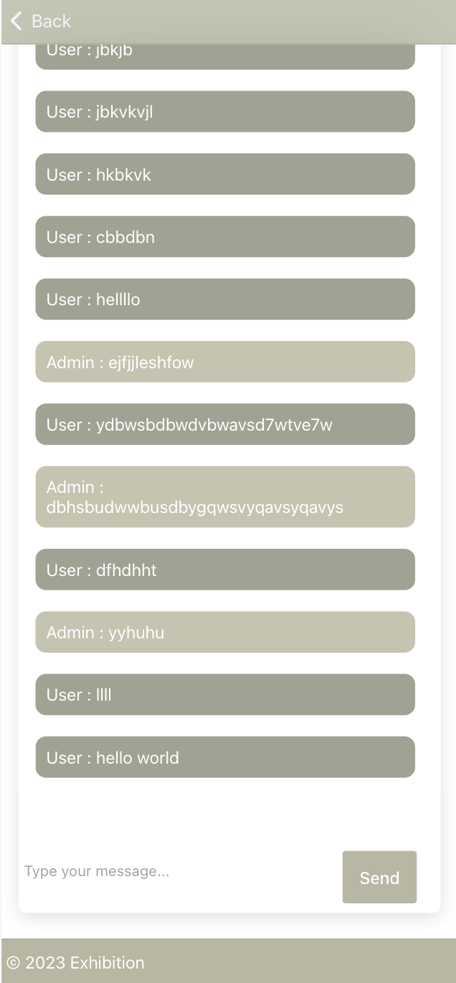 Back
User : jbkjb
User : jbkvkvjl
User : hkbkvk
User : cbbdbn
User : hellllo
Admin : ejfjjleshfow
User : ydbwsbdbwdvbwavsd7wtve7w
Admin :
dbhsbudwwbusdbygqwsvyqavsyqavys
User : dfhdhht
Admin : yyhuhu
User : llll
User : hello world
Type your message...
Send
© 2023 Exhibition